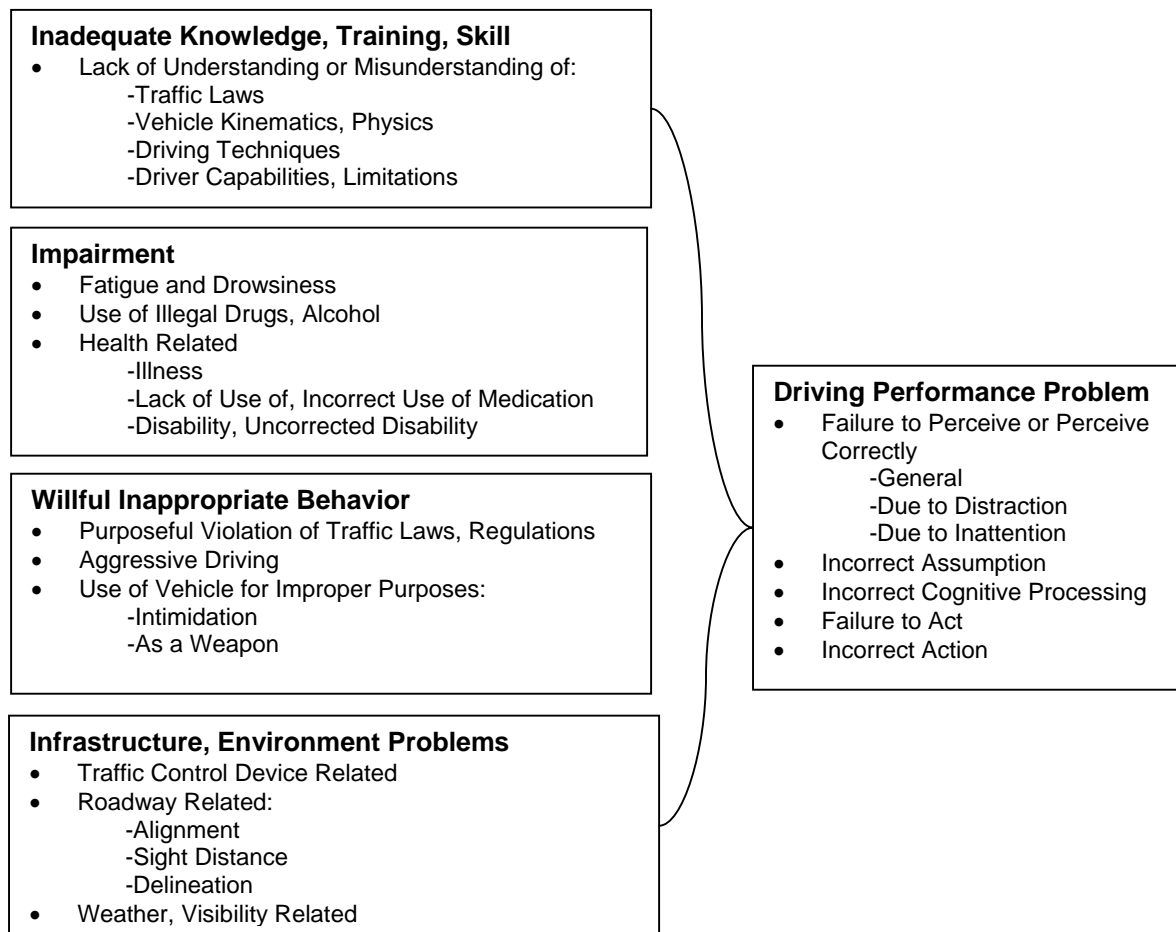 Inadequate Knowledge, Training, Skill
• Lack of Understanding or Misunderstanding of:
-Traffic Laws
-Vehicle Kinematics, Physics
-Driving Techniques
-Driver Capabilities, Limitations
Impairment
• Fatigue and Drowsiness
• Use of Illegal Drugs, Alcohol
• Health Related
-Illness
-Lack of Use of, Incorrect Use of Medication
-Disability, Uncorrected Disability
Willful Inappropriate Behavior
• Purposeful Violation of Traffic Laws, Regulations
• Aggressive Driving
• Use of Vehicle for Improper Purposes:
-Intimidation
-As a Weapon
Infrastructure, Environment Problems
• Traffic Control Device Related
• Roadway Related:
-Alignment
-Sight Distance
-Delineation
• Weather, Visibility Related
Driving Performance Problem
• Failure to Perceive or Perceive
Correctly
-General
-Due to Distraction
-Due to Inattention
• Incorrect Assumption
• Incorrect Cognitive Processing
• Failure to Act
• Incorrect Action